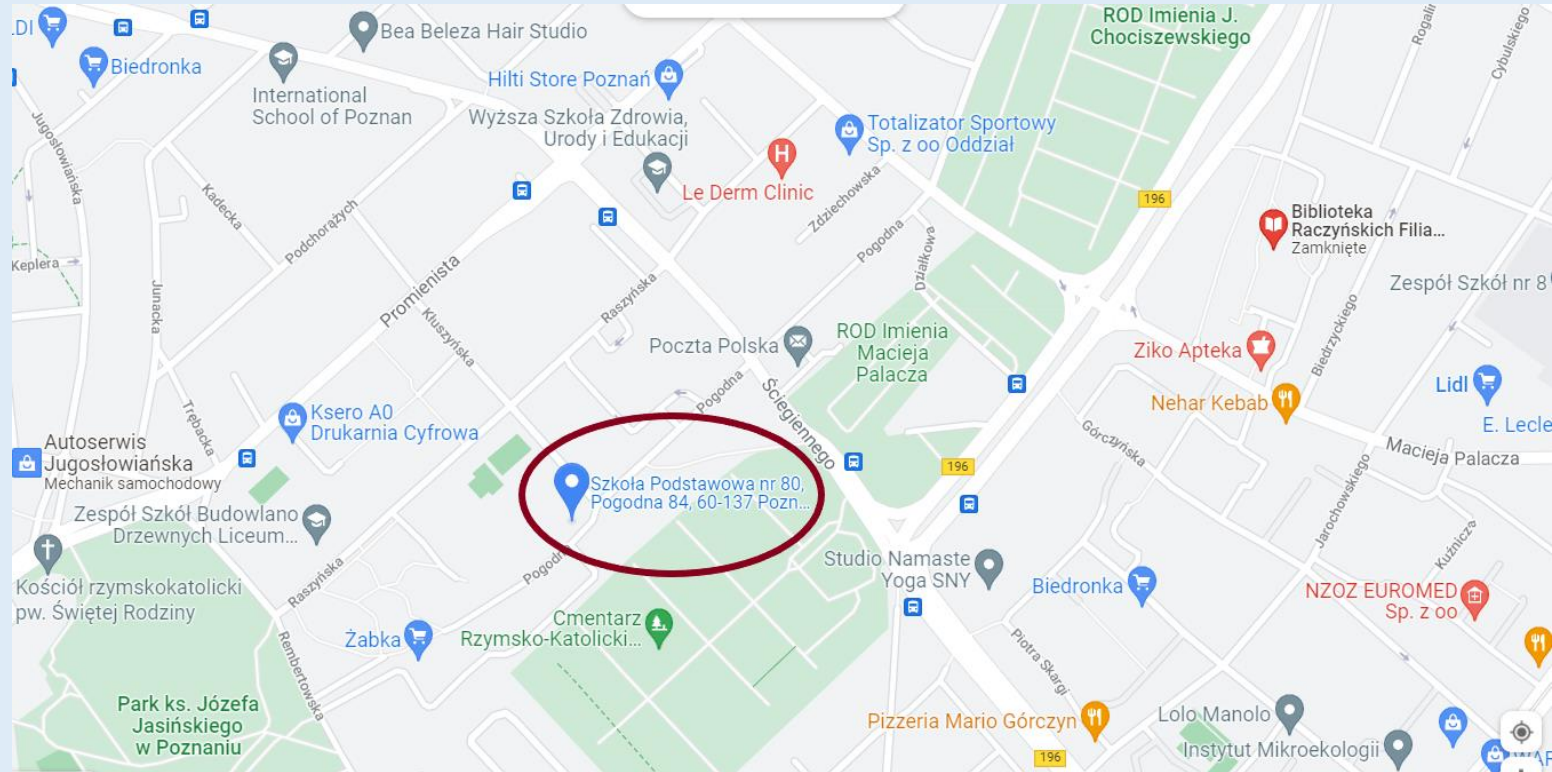 LDI
Biedronka
Bea Beleza Hair Studio
International
School of Poznan
Hilti Store Poznań
Wyższa Szkoła Zdrowia,
Urody i Edukacji
Le Derm Clinic
Totalizator Sportowy
Sp. z oo Oddział
ROD Imienia J.
Chociszewskiego
Cybulskiego
Jugosłowiańska
Kadecka
Podchorążych
Zdziechowska
Pogodna
Działkowa
196
Biblioteka
Raczyńskich Filia...
Zamknięte
Zespół Szkół nr 8
Keplera
Junacka
Promienista
Kłuszyńska
Raszyńska
Poczta Polska
ROD Imienia
Macieja
Palacza
Biedrzyckiego
Ziko Apteka
Nehar Kebab
Lidl
E. Lecle
Macieja Palacza
Trębacka
Ksero A0
Drukarnia Cyfrowa
Pogodna
Ściegiennego
Górczyńska
196
Autoserwis
Jugosłowiańska
Mechanik samochodowy
Szkoła Podstawowa nr 80,
Pogodna 84, 60-137 Pozn...
Jarochowskiego
Kuźnicza
Zespół Szkół Budowlano
Drzewnych Liceum...
Kościół rzymskokatolicki
pw. Świętej Rodziny
Raszyńska
Pogodna
Studio Namaste
Yoga SNY
Biedronka
NZOZ EUROMED
Sp. z oo
Żabka
Cmentarz
Rzymsko-Katolicki...
Rembertowska
Piotra Skargi
Park ks. Józefa
Jasińskiego
w Poznaniu
Pizzeria Mario Górczyn
Lolo Manolo
Instytut Mikroekologii
196